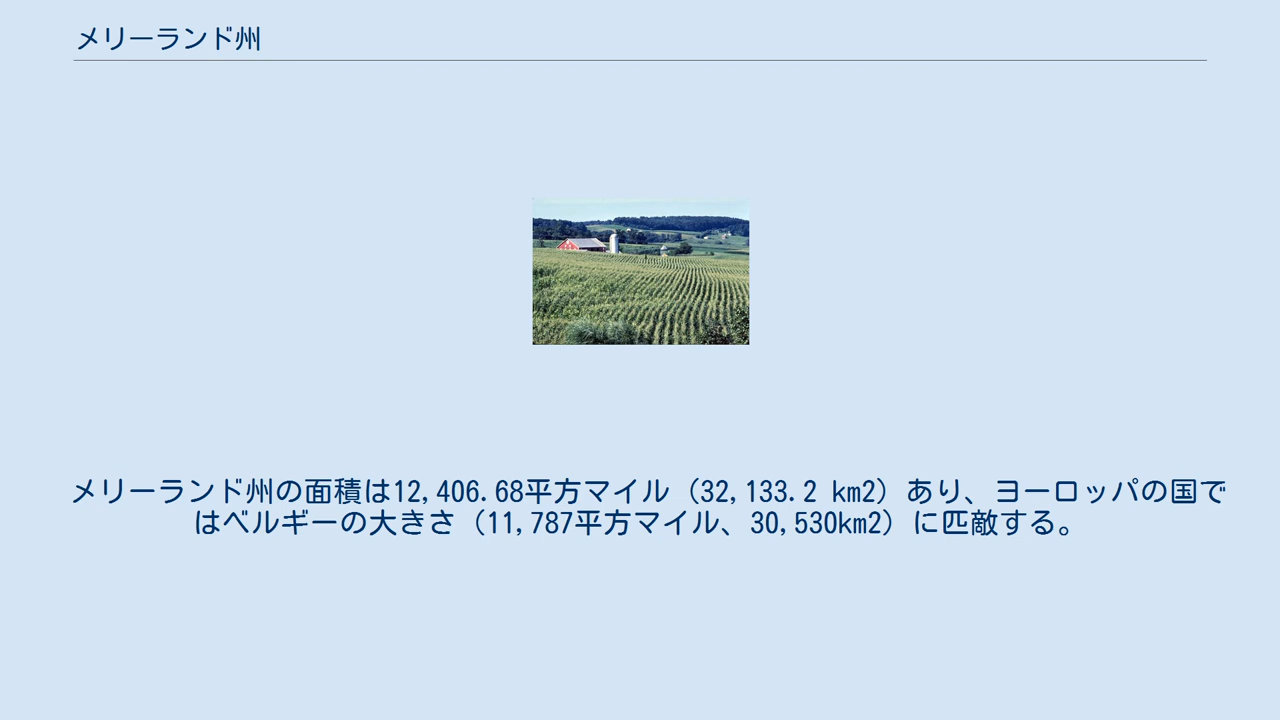 メリーランド州
メリーランド州の面積は12,406.68平方マイル（32,133.2 km2）あり、ヨーロッパの国で
はベルギーの大きさ（11,787平方マイル、30,530km2）に匹敵する。